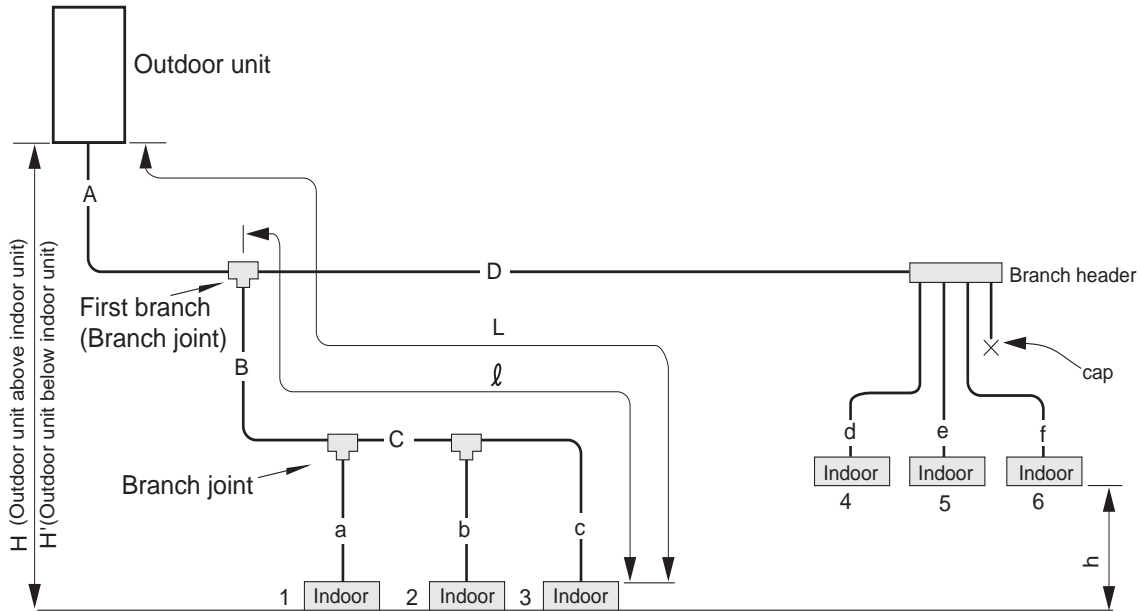 Outdoor unit
H (Outdoor unit above indoor unit)
H'(Outdoor unit below indoor unit)
A
First branch
(Branch joint)
D
Branch header
L
B
ℓ
cap
C
Branch joint
a
b
c
d
e
f
Indoor
Indoor
Indoor
4
5
6
h
1
Indoor
2
Indoor
3
Indoor